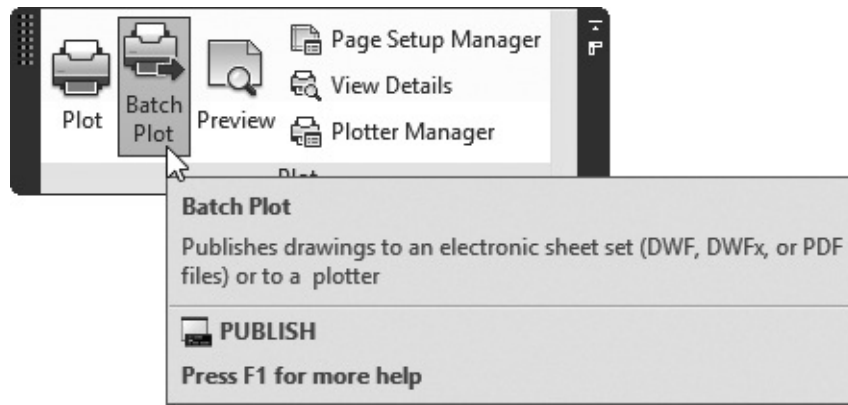 Plot
Batch
Plot
Preview
Page Setup Manager
View Details
Plotter Manager
Plot
Batch Plot
Publishes drawings to an electronic sheet set (DWF, DWFx, or PDF
files) or to a plotter
PUBLISH
Press F1 for more help